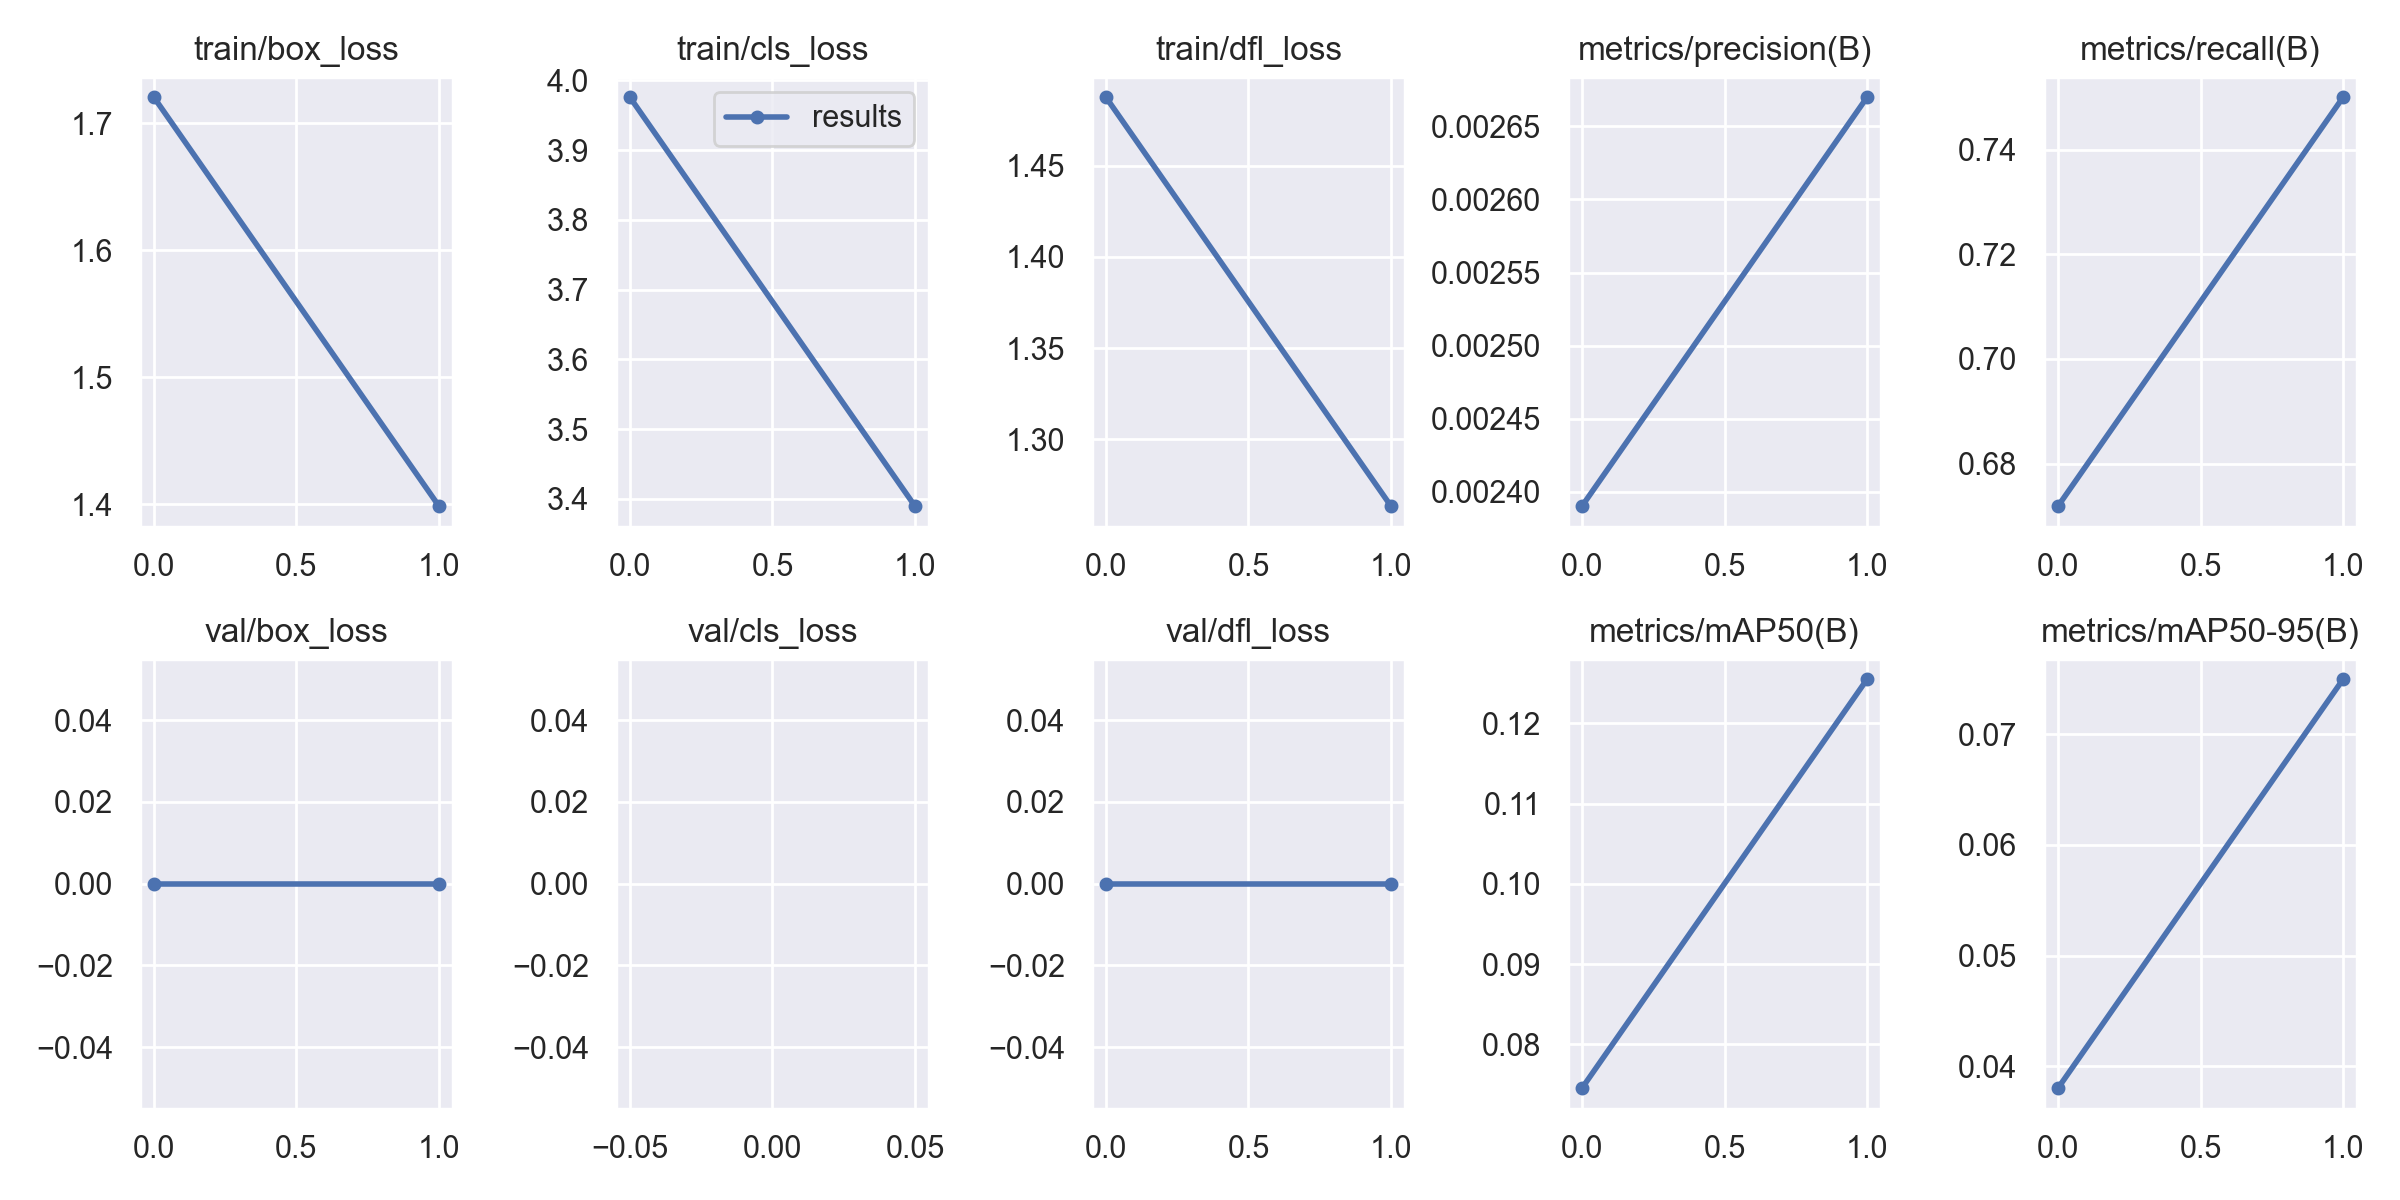 train/box_loss
1.7
1.6
1.5
1.4
0.0 0.5 1.0
train/cls_loss
results
4.0
3.9
3.8
3.7
3.6
3.5
3.4
0.0 0.5 1.0
train/dfl_loss
1.45
1.40
1.35
1.30
0.0 0.5 1.0
metrics/precision(B)
0.00265
0.00260
0.00255
0.00250
0.00245
0.00240
0.0 0.5 1.0
metrics/recall(B)
0.74
0.72
0.70
0.68
0.0 0.5 1.0
val/box_loss
0.04
0.02
0.00
−0.02
−0.04
0.0 0.5 1.0
val/cls_loss
0.04
0.02
0.00
−0.02
−0.04
−0.05 0.00 0.05
val/dfl_loss
0.04
0.02
0.00
−0.02
−0.04
0.0 0.5 1.0
metrics/mAP50(B)
0.12
0.11
0.10
0.09
0.08
0.0 0.5 1.0
metrics/mAP50-95(B)
0.07
0.06
0.05
0.04
0.0 0.5 1.0